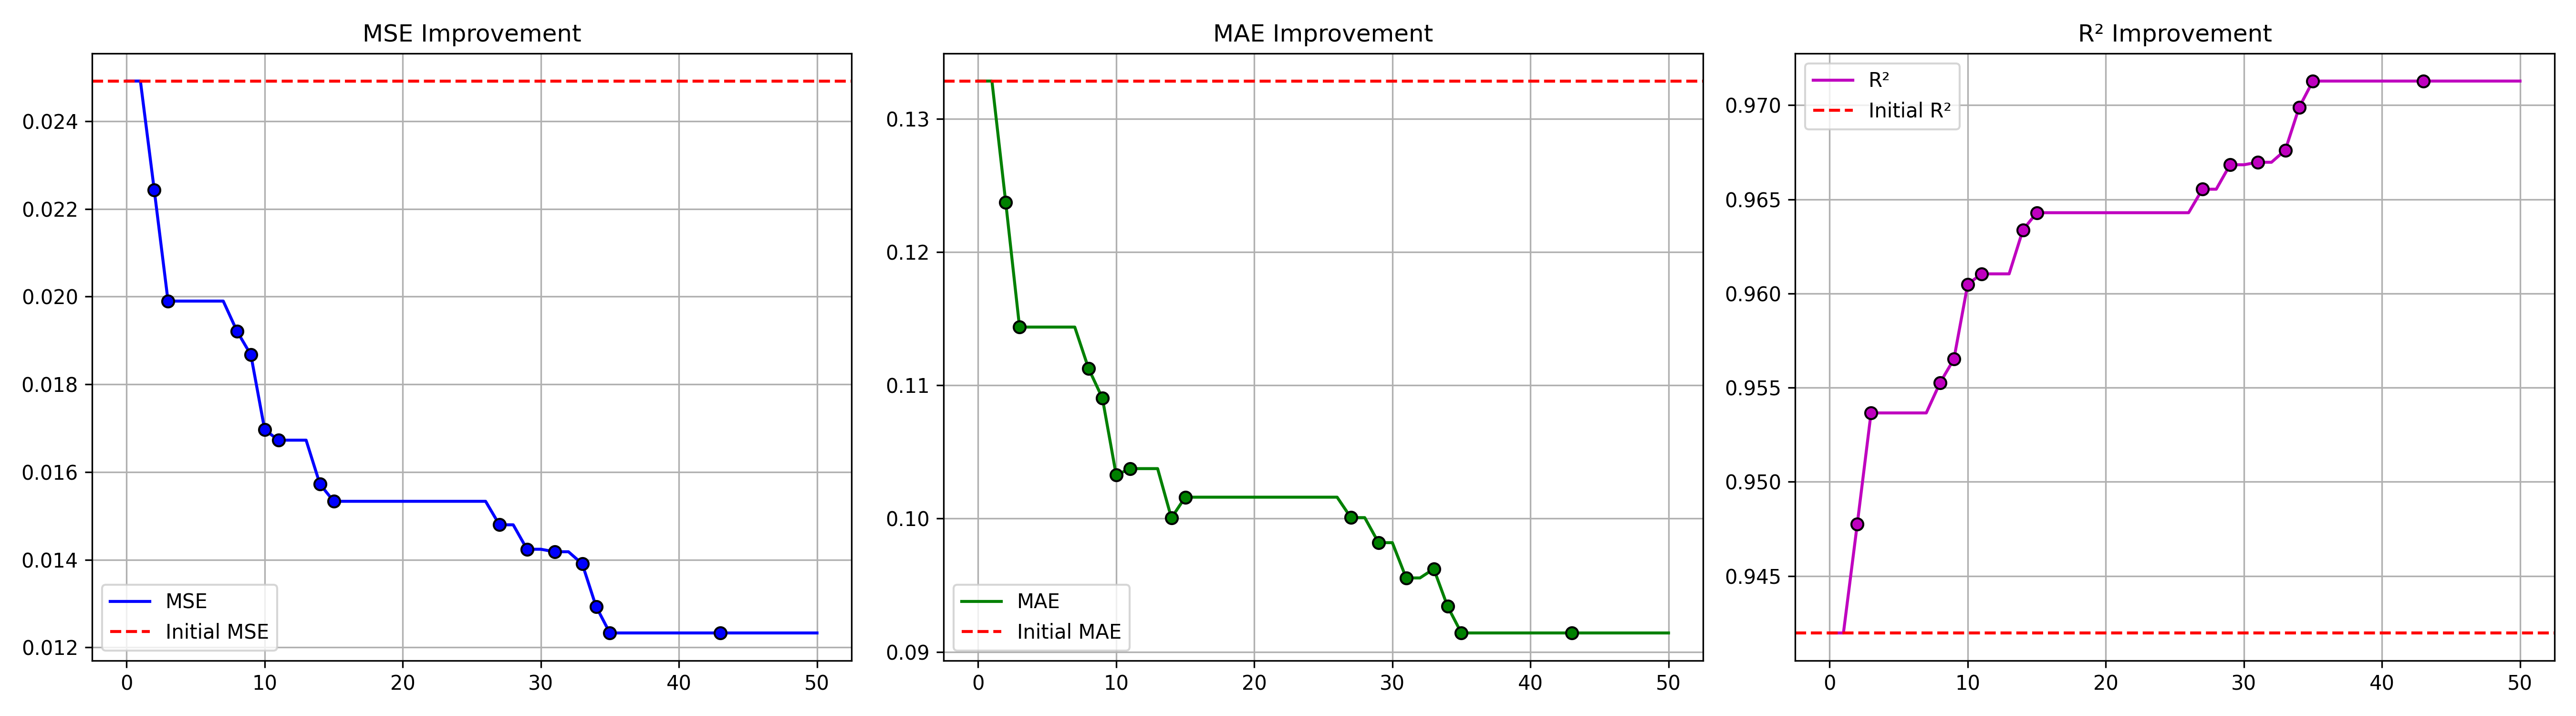 MSE Improvement
0.024
0.022
0.020
0.018
0.016
0.014
0.012
MSE
Initial MSE
0 10 20 30 40 50
MAE Improvement
0.13
0.12
0.11
0.10
0.09
MAE
Initial MAE
0 10 20 30 40 50
R² Improvement
R²
Initial R²
0.970
0.965
0.960
0.955
0.950
0.945
0 10 20 30 40 50